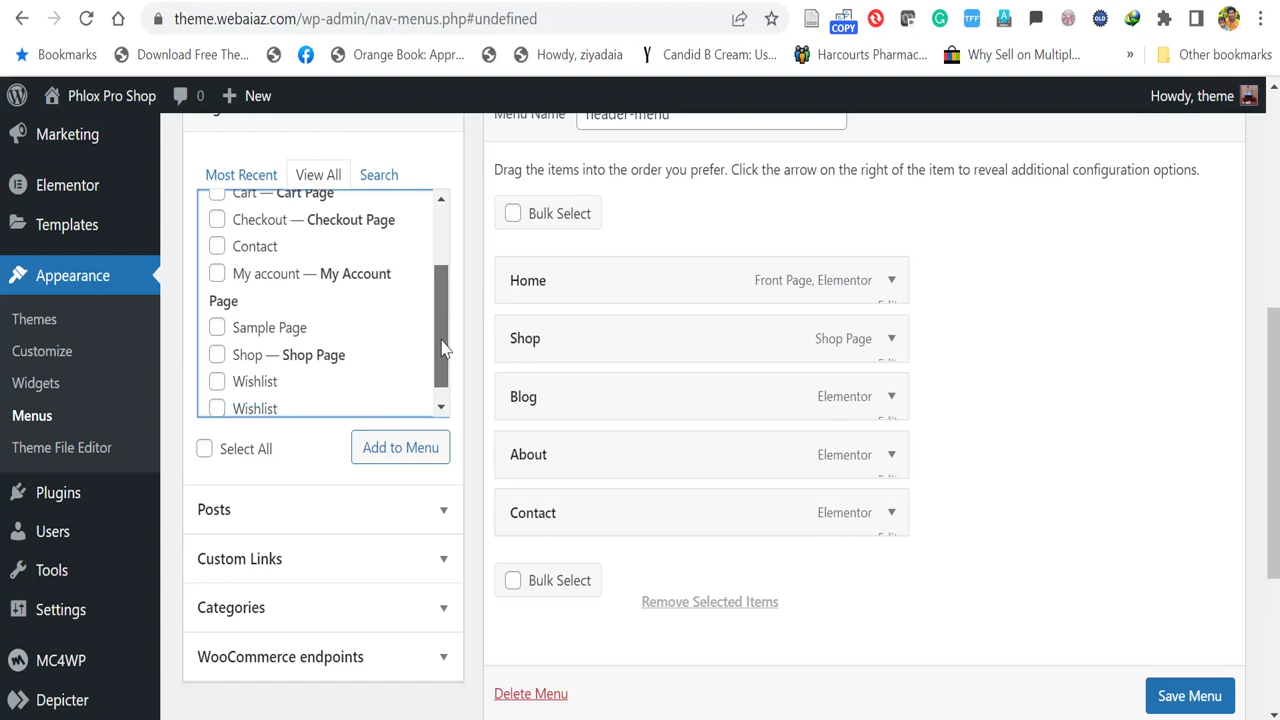 theme.webaiaz.com/wp-admin/nav-menus.php#undefined
COPY
TFF
OLD
Bookmarks
Download Free The...
Orange Book: Appr...
Howdy, ziyadaia
Candid B Cream: Us...
Harcourts Pharmac...
Why Sell on Multipl...
»
Other bookmarks
Phlox Pro Shop
0
New
Howdy, theme
Marketing
Elementor
Templates
Appearance
Themes
Customize
Widgets
Menus
Theme File Editor
Plugins
Users
Tools
Settings
MC4WP
Depicter
Most Recent
View All
Search
Cart — Cart Page
Checkout — Checkout Page
Contact
My account — My Account
Page
Sample Page
Shop — Shop Page
Wishlist
Wishlist
Select All
Add to Menu
Posts
Custom Links
Categories
WooCommerce endpoints
Menu Name
header-menu
Drag the items into the order you prefer. Click the arrow on the right of the item to reveal additional configuration options.
Bulk Select
Home
Front Page, Elementor
Edit
Shop
Shop Page
Edit
Blog
Elementor
Edit
About
Elementor
Edit
Contact
Elementor
Edit
Bulk Select
Remove Selected Items
Delete Menu
Save Menu